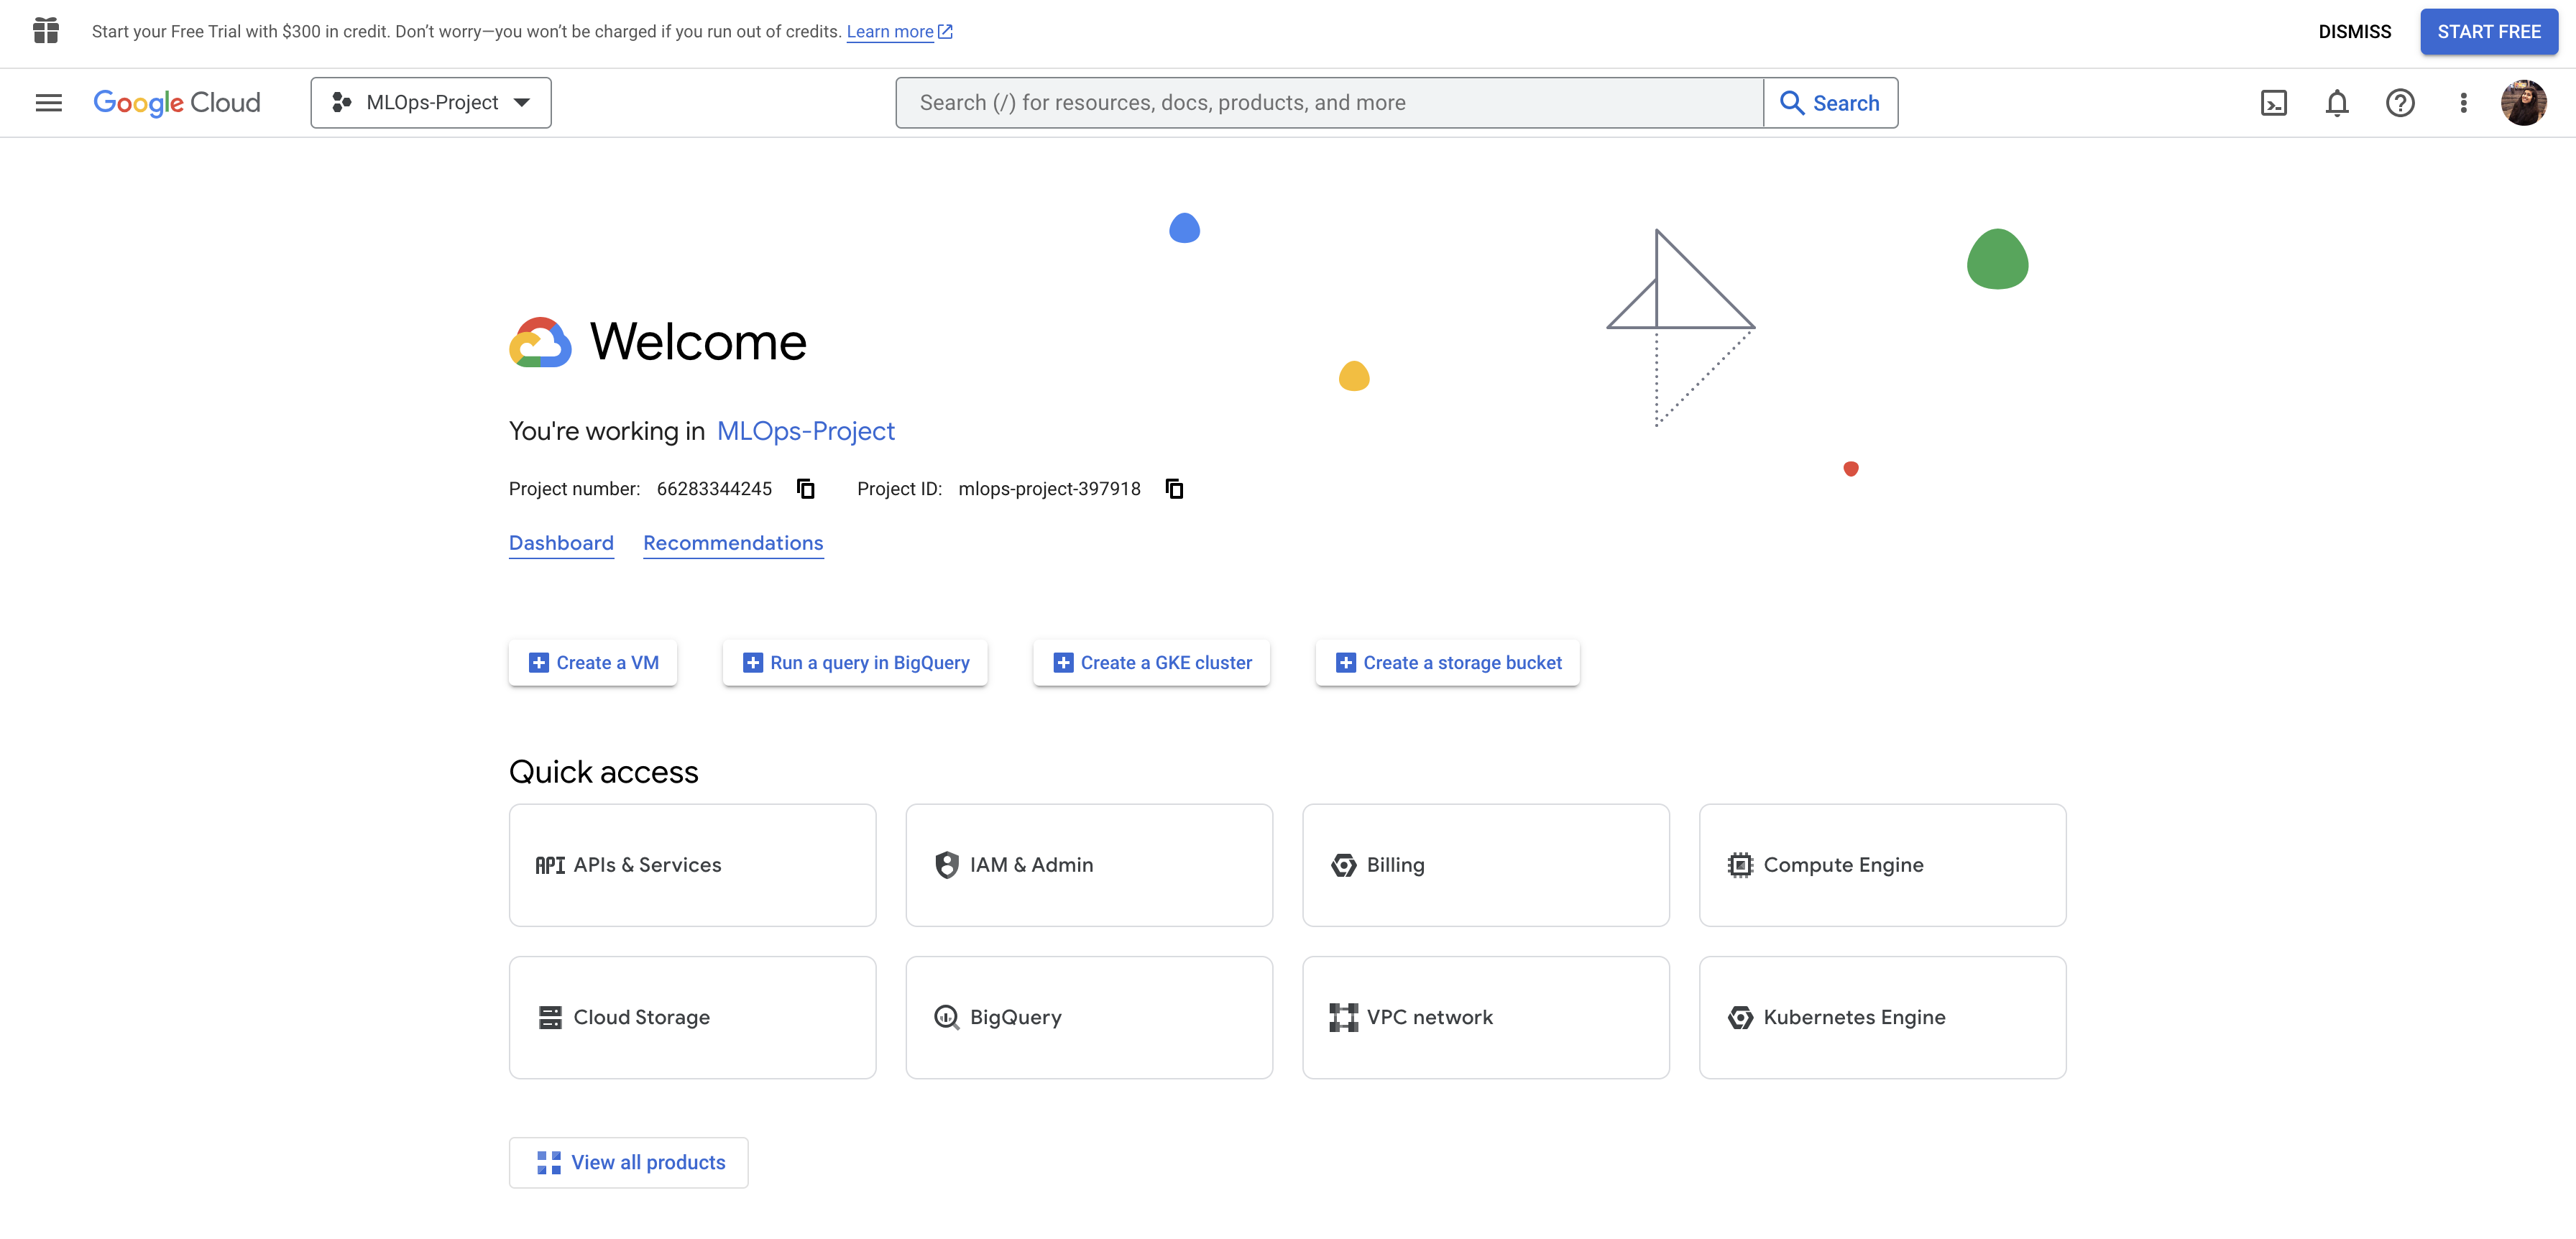 Start your Free Trial with $300 in credit. Don’t worry—you won’t be charged if you run out of credits. Learn more
DISMISS
START FREE
Google Cloud
MLOps-Project
Search (/) for resources, docs, products, and more
Search
Welcome
You're working in MLOps-Project
Project number: 66283344245 Project ID: mlops-project-397918
Dashboard Recommendations
Create a VM
Run a query in BigQuery
Create a GKE cluster
Create a storage bucket
Quick access
API APIs & Services
IAM & Admin
Billing
Compute Engine
Cloud Storage
BigQuery
VPC network
Kubernetes Engine
View all products